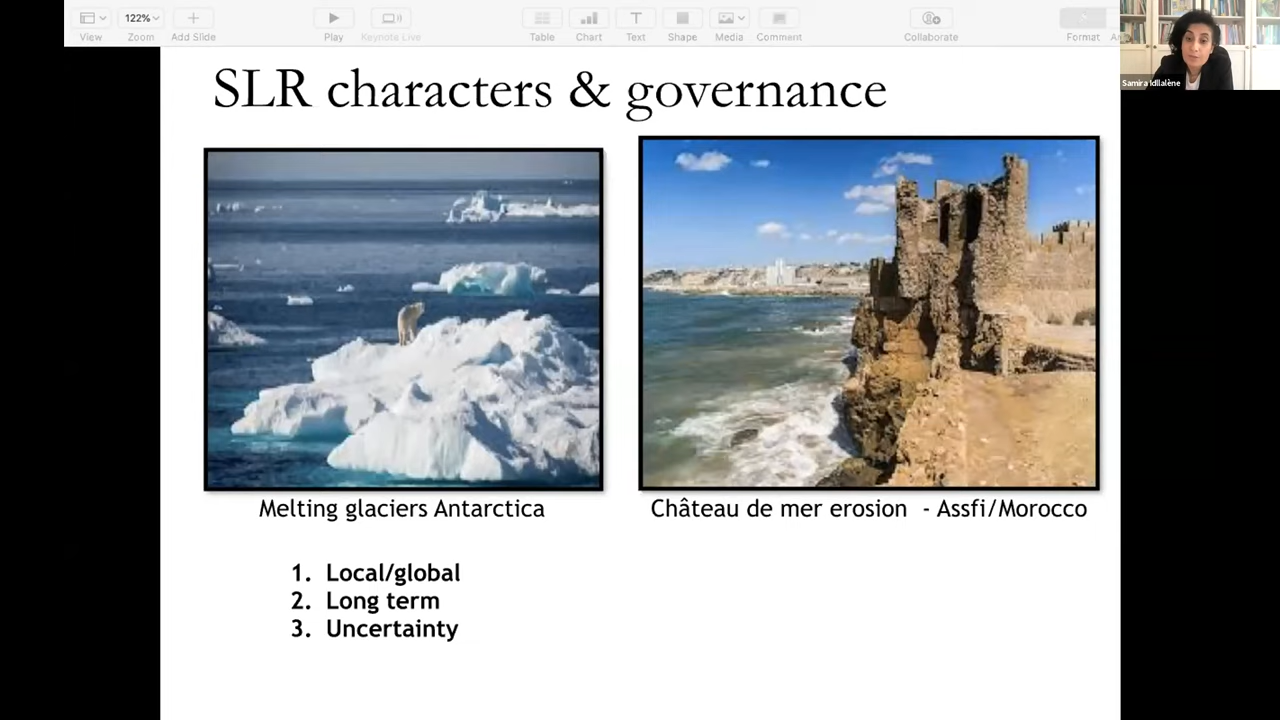 122%
View
Zoom
Add Slide
Play
Keynote Live
Table
Chart
Text
Shape
Media
Comment
Collaborate
Format
Samira Idllalène
SLR characters & governance
Melting glaciers Antarctica
Château de mer erosion - Assfi/Morocco
1. Local/global
2. Long term
3. Uncertainty